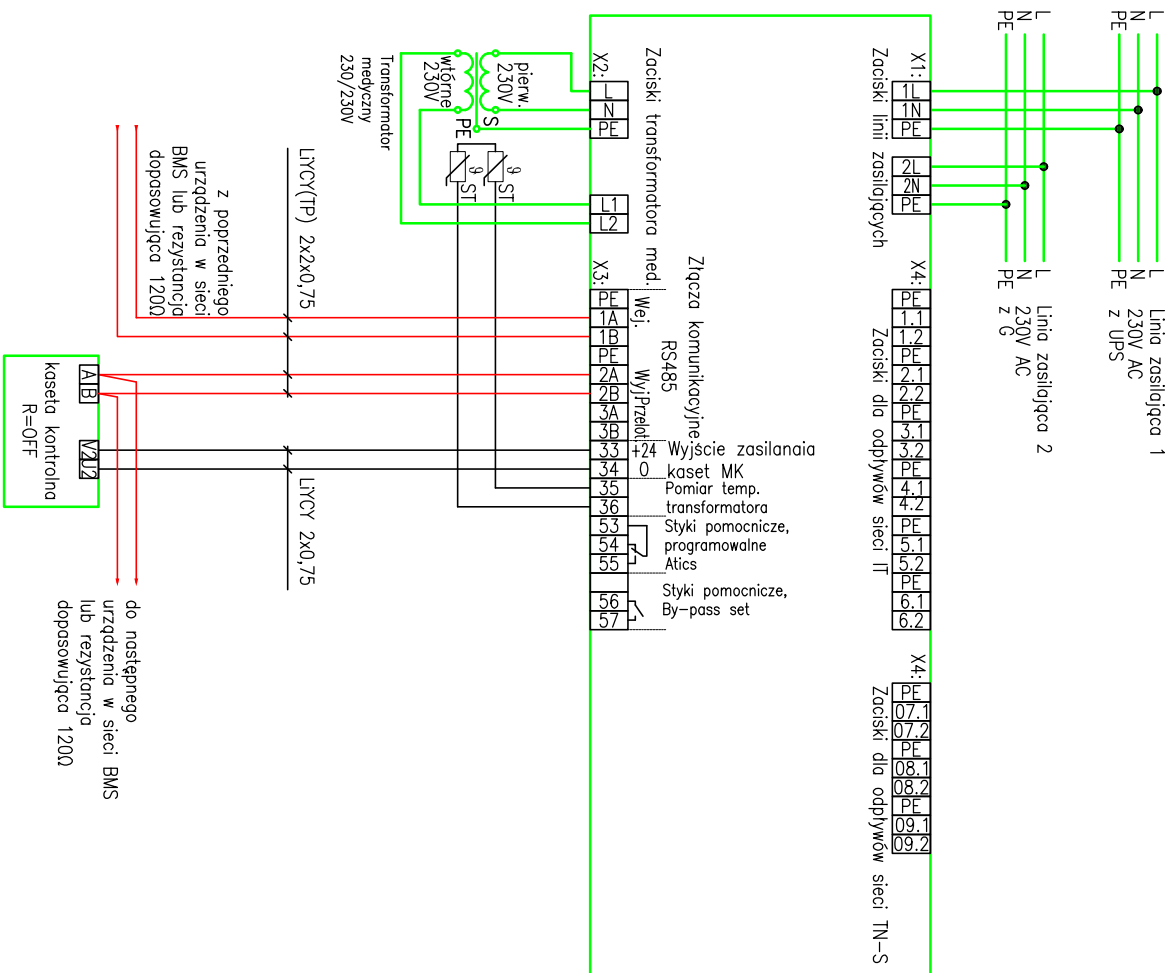 L
N
PE
L
N
PE
L
N
PE
Linia zasilająca 1
230V AC
z UPS
L
N
PE
Linia zasilająca 2
230V AC
z G
X1:
1L
1N
PE
2L
2N
PE
Zaciski linii zasilających
X4:
PE
1.1
1.2
PE
2.1
2.2
PE
3.1
3.2
PE
4.1
4.2
PE
5.1
5.2
PE
6.1
6.2
Zaciski dla odpływów sieci IT
X4:
PE
07.1
07.2
PE
08.1
08.2
PE
09.1
09.2
Zaciski dla odpływów sieci TN-S
Zaciski transformatora med.
X2:
L
N
PE
L1
L2
pierw.
230V
wtórne
230V
S
PE
ϑ
ST
ϑ
ST
Transformator
medyczny
230/230V
Złącza komunikacyjne
RS485
Wej.
Wyj
Przelot.
X3:
PE
1A
1B
PE
2A
2B
3A
3B
33
34
35
36
53
54
55
56
57
+24
0
Wyjście zasilanaia
kaset MK
Pomiar temp.
transformatora
Styki pomocnicze,
programowalne
Atics
Styki pomocnicze,
By-pass set
LiYCY(TP) 2x2x0,75
LiYCY 2x0,75
z poprzedniego
urządzenia w sieci
BMS lub rezystancja
dopasowująca 120Ω
A
B
V2
U2
kaseta kontrolna
R=OFF
do następnego
urządzenia w sieci BMS
lub rezystancja
dopasowująca 120Ω